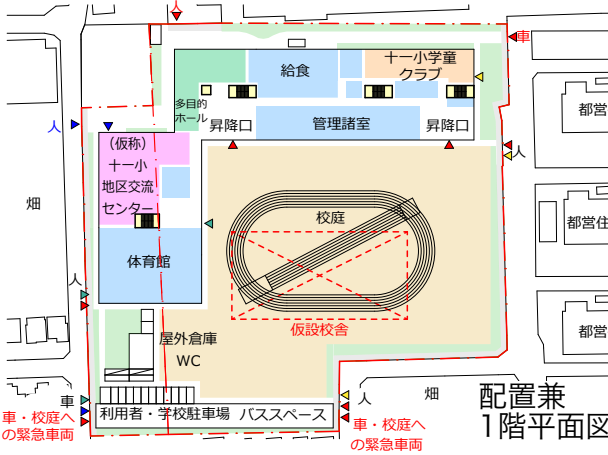 人
車
給食
十一小学童
クラブ
多目的
ホール
昇降口
管理諸室
昇降口
人
人
（仮称）
十一小
地区交流
センター
畑
校庭
体育館
人
仮設校舎
屋外倉庫
WC
都営
都営住
都営
車
利用者・学校駐車場
バススペース
人
畑
車・校庭へ
の緊急車両
車・校庭へ
の緊急車両
配置兼
1階平面図